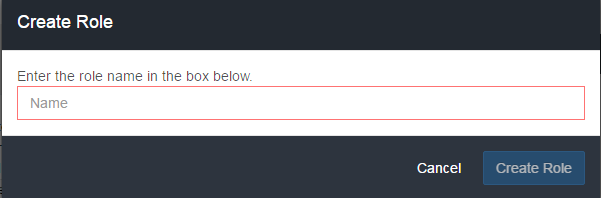 Create Role
Enter the role name in the box below.
Name
Cancel Create Role